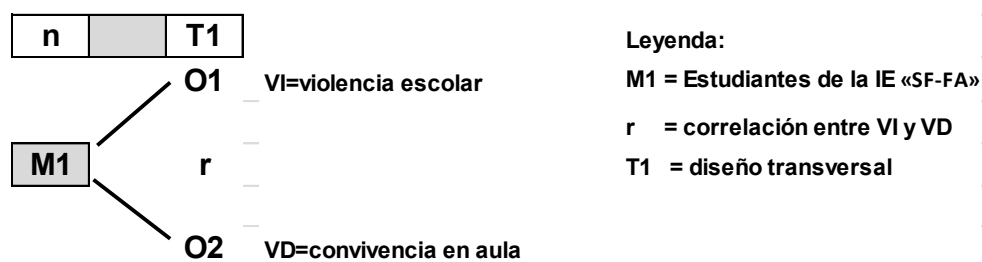 n T1
O1 VI=violencia escolar
M1 r
O2 VD=convivencia en aula
Leyenda:
M1 = Estudiantes de la IE «SF-FA»
r = correlación entre VI y VD
T1 = diseño transversal